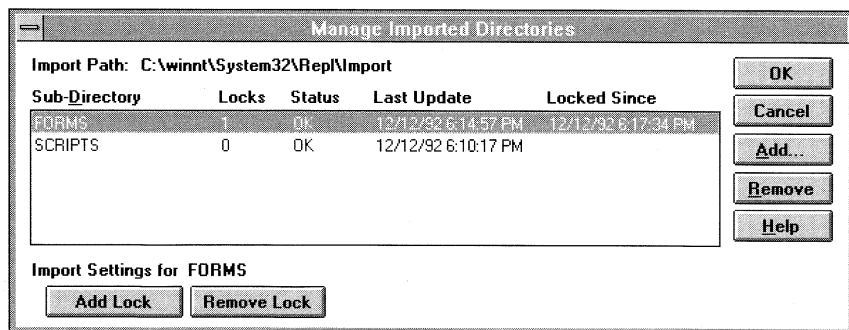 Manage Imported Directories
Import Path: C:\winnt\System32\Repl\Import
Sub-Directory Locks Status Last Update Locked Since
FORMS 1 OK 12/12/92 6:14:57 PM 12/12/92 6:17:34 PM
SCRIPTS 0 OK 12/12/92 6:10:17 PM
OK
Cancel
Add...
Remove
Help
Import Settings for FORMS
Add Lock Remove Lock